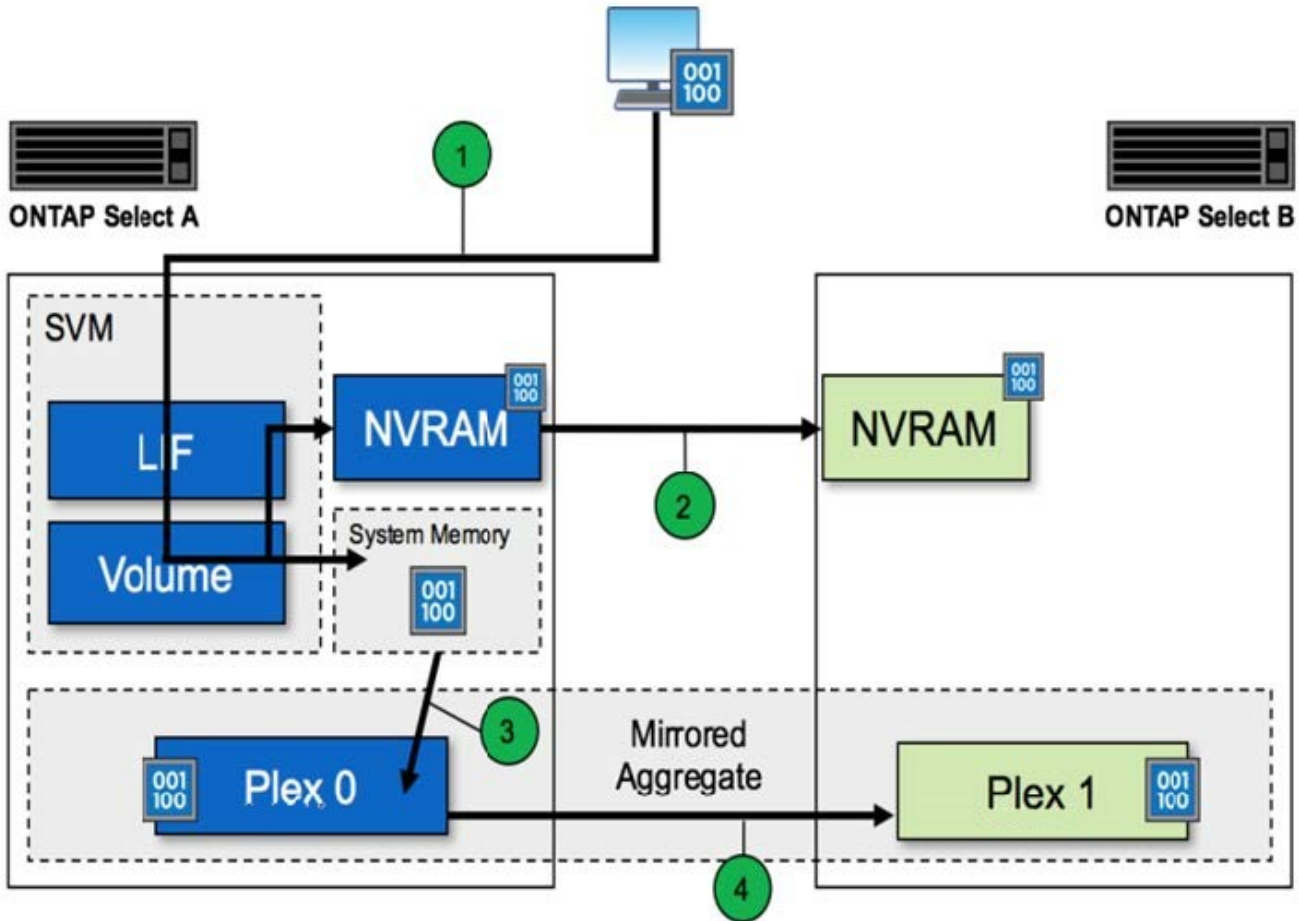 001
100
1
ONTAP Select A
ONTAP Select B
SVM
LIF
NVRAM
001
100
NVRAM
001
100
2
Volume
System Memory
001
100
3
Mirrored
Aggregate
001
100
Plex 0
Plex 1
001
100
4